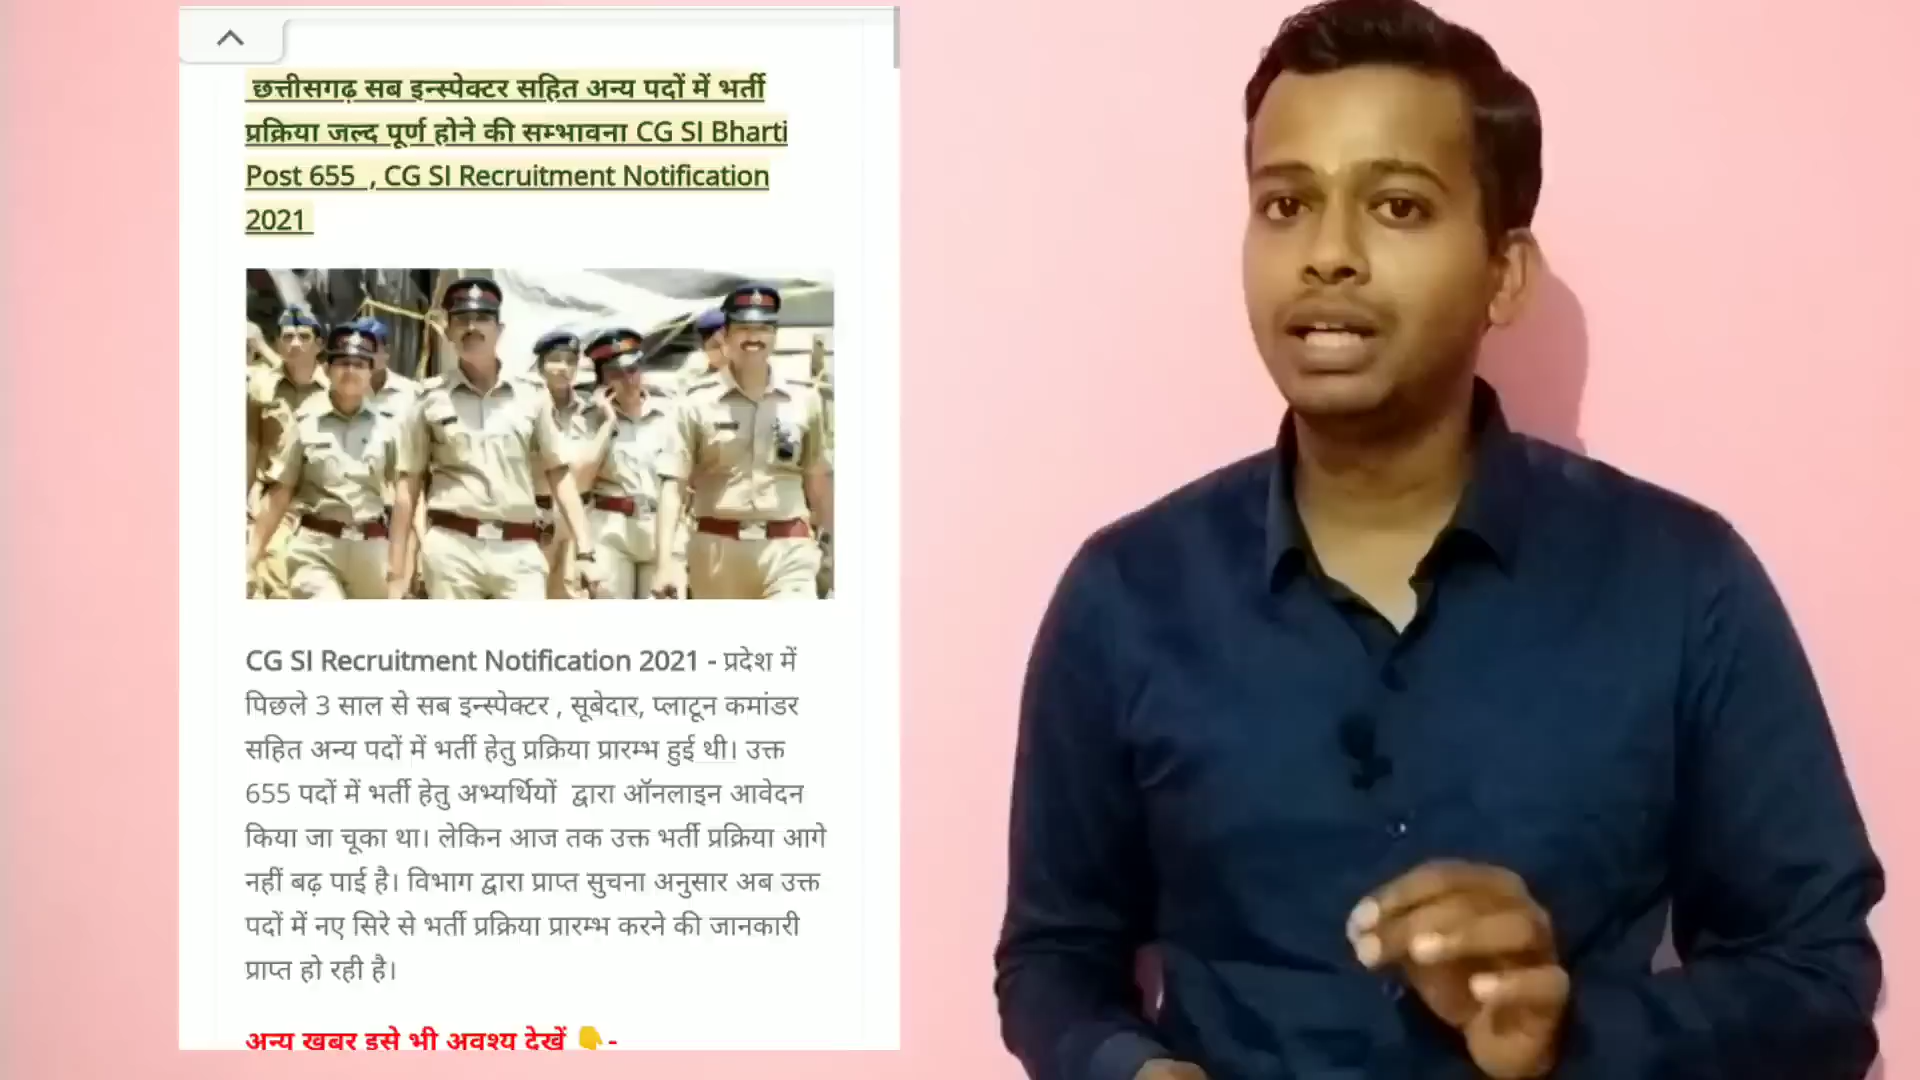 छत्तीसगढ़ सब इन्स्पेक्टर सहित अन्य पदों में भर्ती
प्रक्रिया जल्द पूर्ण होने की सम्भावना CG SI Bharti
Post 655 , CG SI Recruitment Notification
2021
CG SI Recruitment Notification 2021 - प्रदेश में
पिछले 3 साल से सब इन्स्पेक्टर , सूबेदार, प्लाटून कमांडर
सहित अन्य पदों में भर्ती हेतु प्रक्रिया प्रारम्भ हुई थी। उक्त
655 पदों में भर्ती हेतु अभ्यर्थियों द्वारा ऑनलाइन आवेदन
किया जा चूका था। लेकिन आज तक उक्त भर्ती प्रक्रिया आगे
नहीं बढ़ पाई है। विभाग द्वारा प्राप्त सुचना अनुसार अब उक्त
पदों में नए सिरे से भर्ती प्रक्रिया प्रारम्भ करने की जानकारी
प्राप्त हो रही है।
अन्य खबर इसे भी अवश्य देखें 👇-